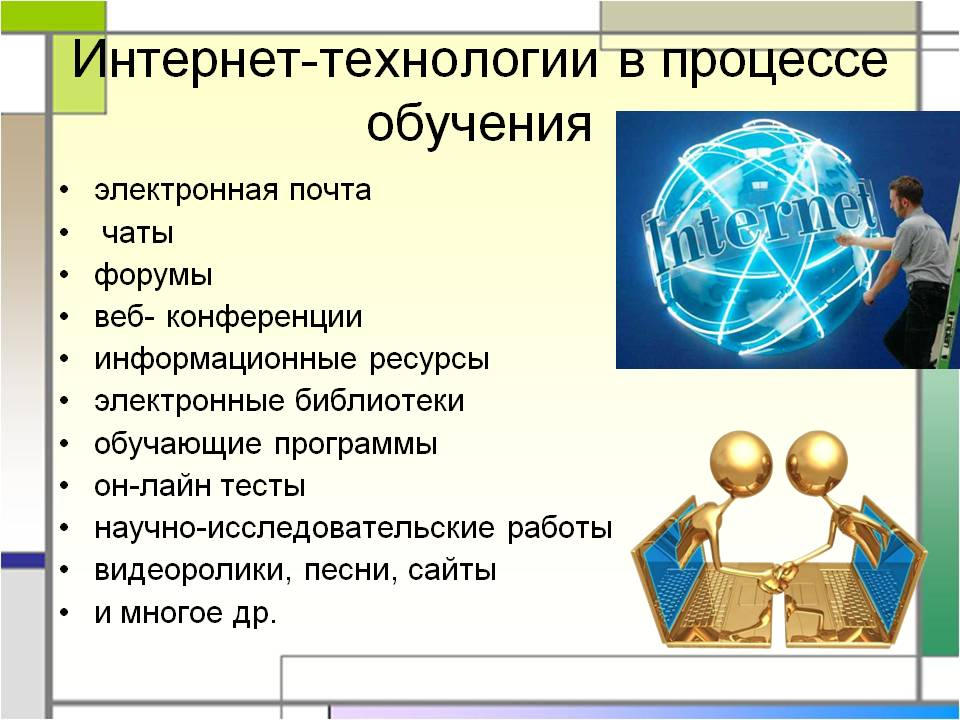 Интернет-технологии в процессе
обучения
• электронная почта
• чаты
• форумы
• веб- конференции
• информационные ресурсы
• электронные библиотеки
• обучающие программы
• он-лайн тесты
• научно-исследовательские работы
• видеоролики, песни, сайты
• и многое др.
Internet